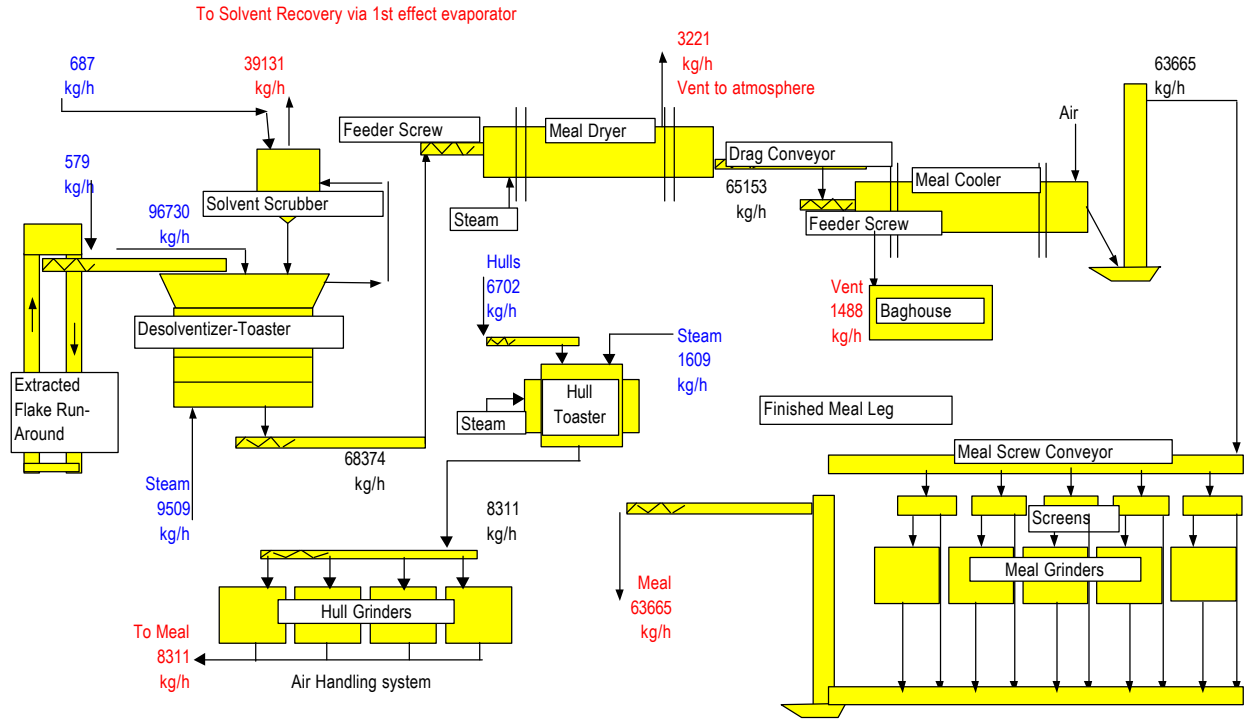 To Solvent Recovery via 1st effect evaporator
687
kg/h
39131
kg/h
3221
kg/h
Vent to atmosphere
63665
kg/h
Feeder Screw
Meal Dryer
Air
579
kg/h
Drag Conveyor
Solvent Scrubber
65153
kg/h
Meal Cooler
96730
kg/h
Steam
Feeder Screw
Hulls
6702
kg/h
Vent
1488
kg/h
Baghouse
Desolventizer-Toaster
Steam
1609
kg/h
Extracted
Flake Run-
Around
Hull
Toaster
Steam
Finished Meal Leg
68374
kg/h
Meal Screw Conveyor
Steam
9509
kg/h
8311
kg/h
Screens
Meal Grinders
Hull Grinders
Meal
63665
kg/h
To Meal
8311
kg/h
Air Handling system